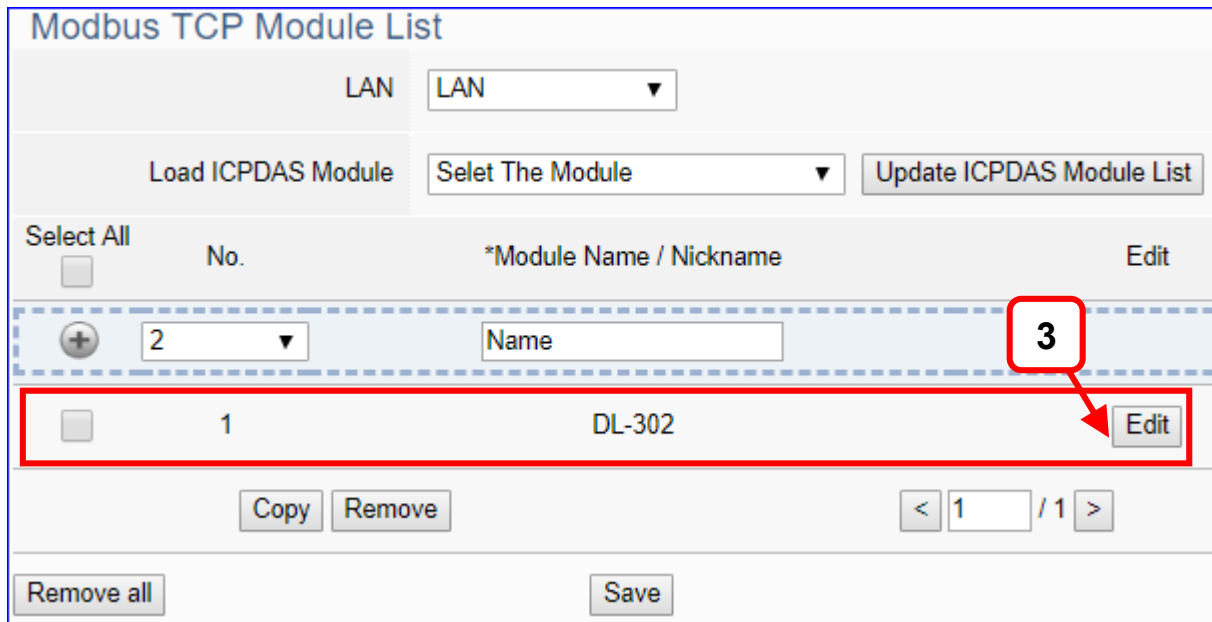 Modbus TCP Module List
LAN LAN ▼
Load ICPDAS Module Selet The Module ▼ Update ICPDAS Module List
Select All No. *Module Name / Nickname Edit
+ 2 ▼ Name
3
1 DL-302 Edit
Copy Remove < 1 / 1 >
Remove all Save